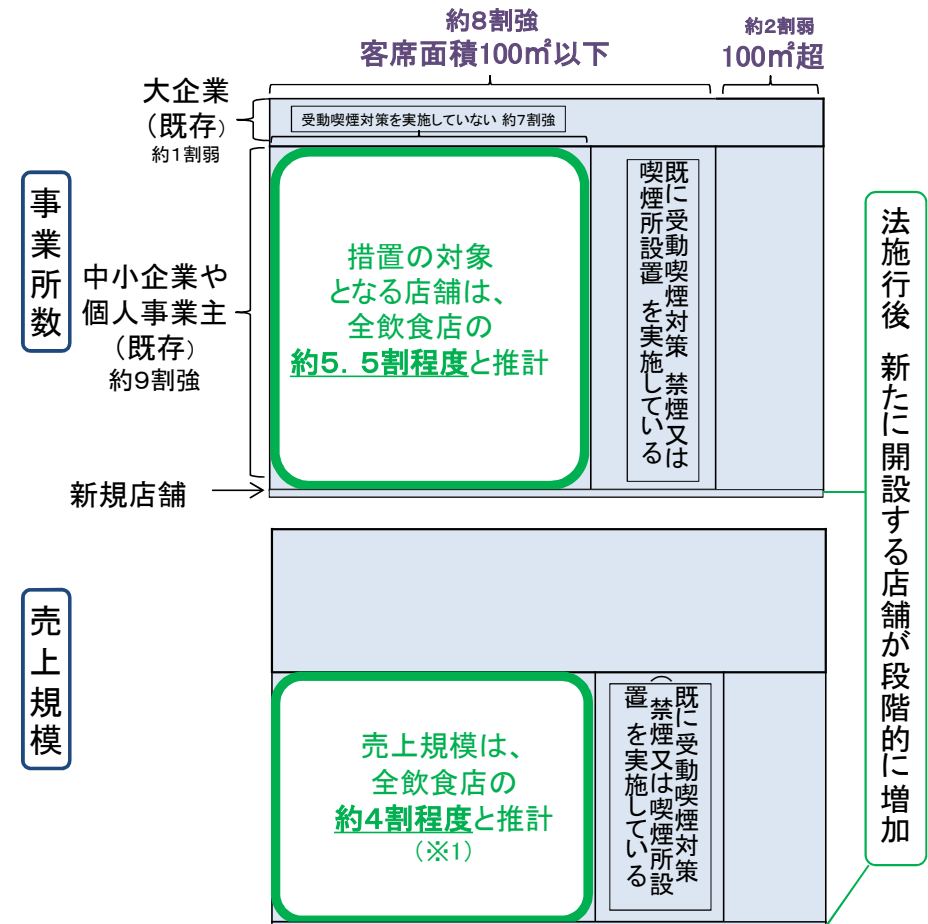 約8割強
客席面積100㎡以下
約2割弱
100㎡超
大企業
（既存）
約1割弱
受動喫煙対策を実施していない 約7割強
事業所数
中小企業や
個人事業主
（既存）
約9割強
措置の対象
となる店舗は、
全飲食店の
約5．5割程度と推計
既に受動喫煙対策 禁煙又は
喫煙所設置 を実施している
新規店舗
法施行後 新たに開設する店舗が段階的に増加
売上規模
売上規模は、
全飲食店の
約4割程度と推計
（※1）
既に受動喫煙対策
（禁煙又は喫煙所設
置 を実施している